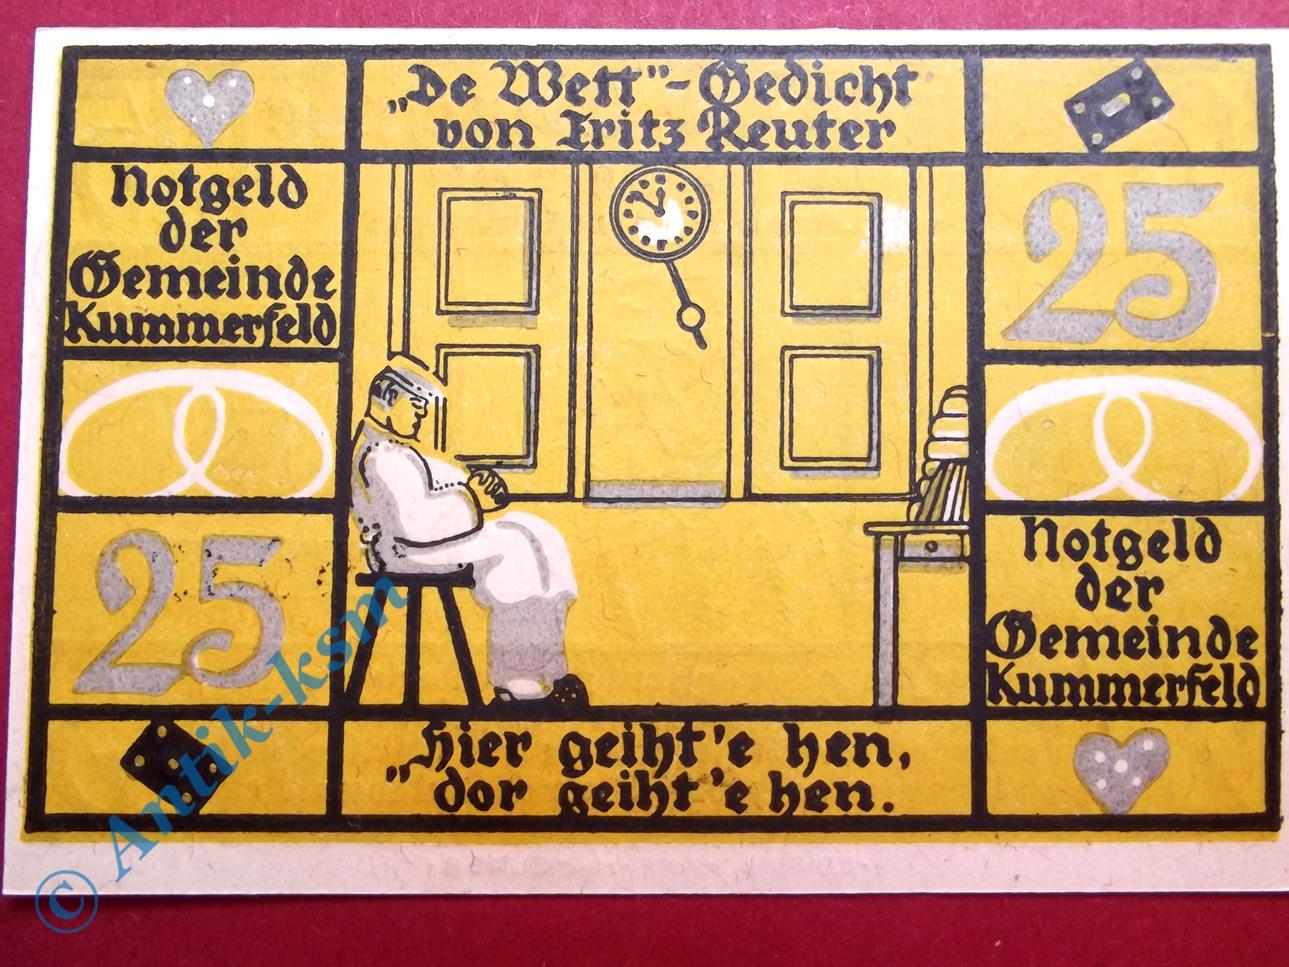 „De Wett"-Gedicht
von Fritz Reuter
Notgeld
der
Gemeinde
Kummerfeld
25
25
Notgeld
der
Gemeinde
Kummerfeld
„Hier geiht'e hen,
dor geiht'e hen.
© Antik-ksm